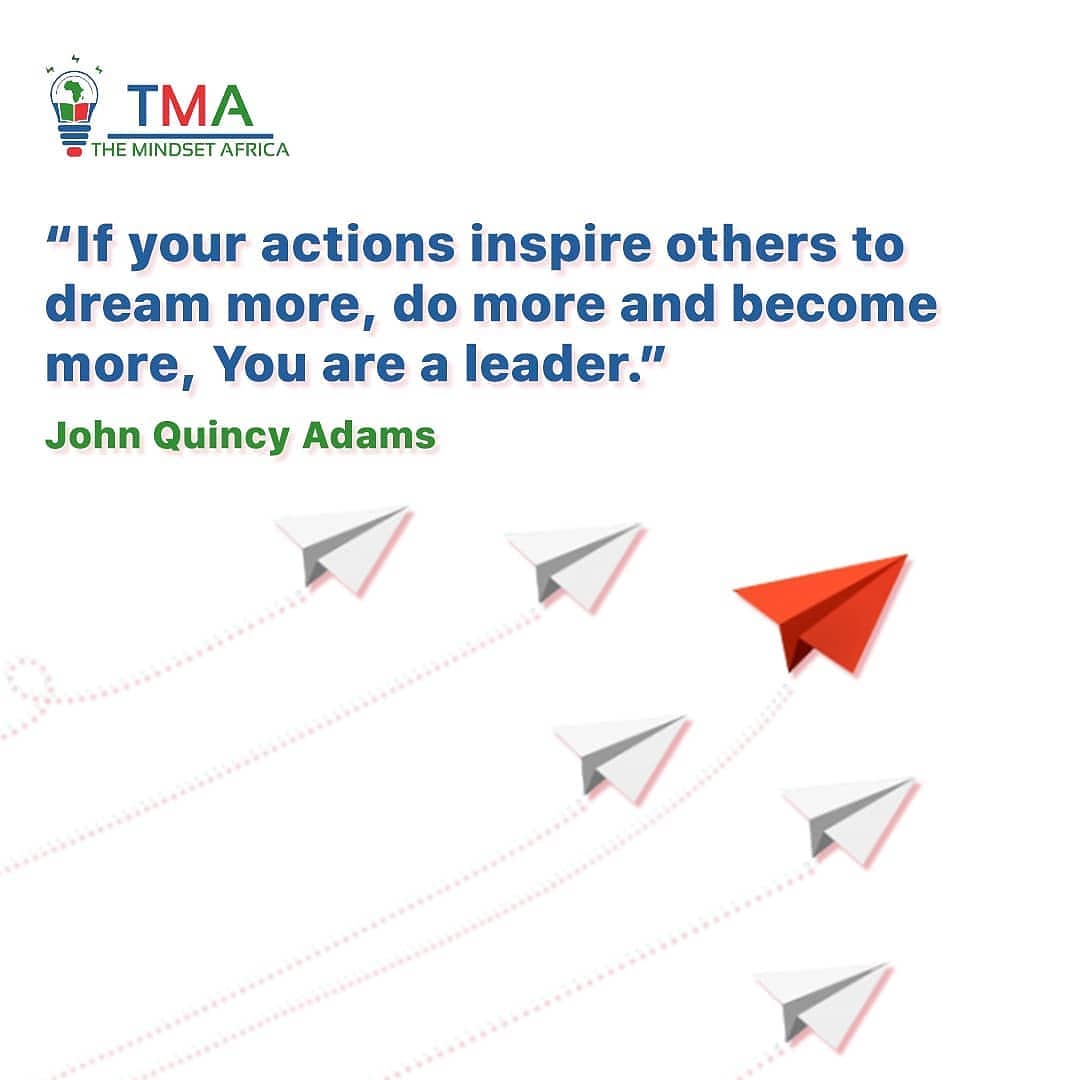 TMA
THE MINDSET AFRICA
“If your actions inspire others to
dream more, do more and become
more, You are a leader.”
John Quincy Adams